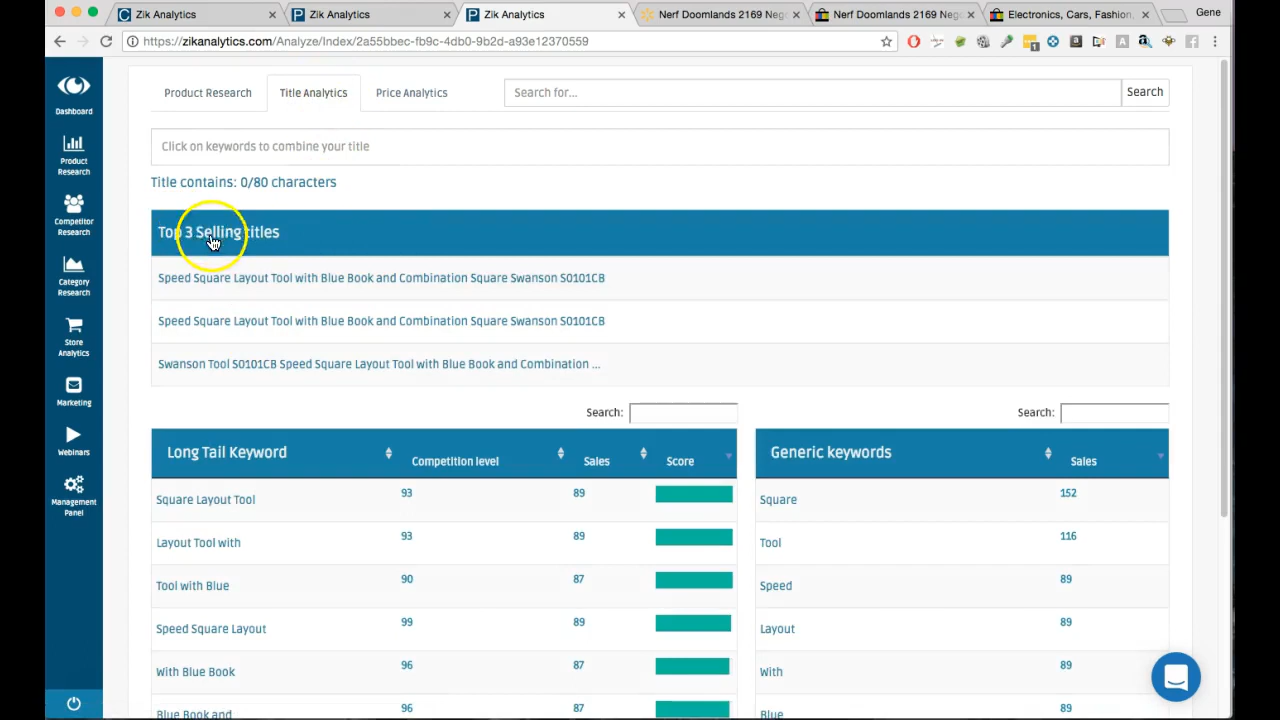 Zik Analytics
Zik Analytics
Zik Analytics
Nerf Doomlands 2169 Neg
Nerf Doomlands 2169 Neg
Electronics, Cars, Fashion,
Gene
https://zikanalytics.com/Analyze/Index/2a55bbec-fb9c-4db0-9b2d-a93e12370559
Dashboard
Product
Research
Competitor
Research
Category
Research
Store
Analytics
Marketing
Webinars
Management
Panel
Product Research
Title Analytics
Price Analytics
Search for...
Search
Click on keywords to combine your title
Title contains: 0/80 characters
Top 3 Selling titles
Speed Square Layout Tool with Blue Book and Combination Square Swanson S0101CB
Speed Square Layout Tool with Blue Book and Combination Square Swanson S0101CB
Swanson Tool S0101CB Speed Square Layout Tool with Blue Book and Combination ...
Search:
Search:
Long Tail Keyword Competition level Sales Score
Square Layout Tool 93 89
Layout Tool with 93 89
Tool with Blue 90 87
Speed Square Layout 99 89
With Blue Book 96 87
Blue Book and 96 87
Generic keywords Sales
Square 152
Tool 116
Speed 89
Layout 89
With 89
Blue 89